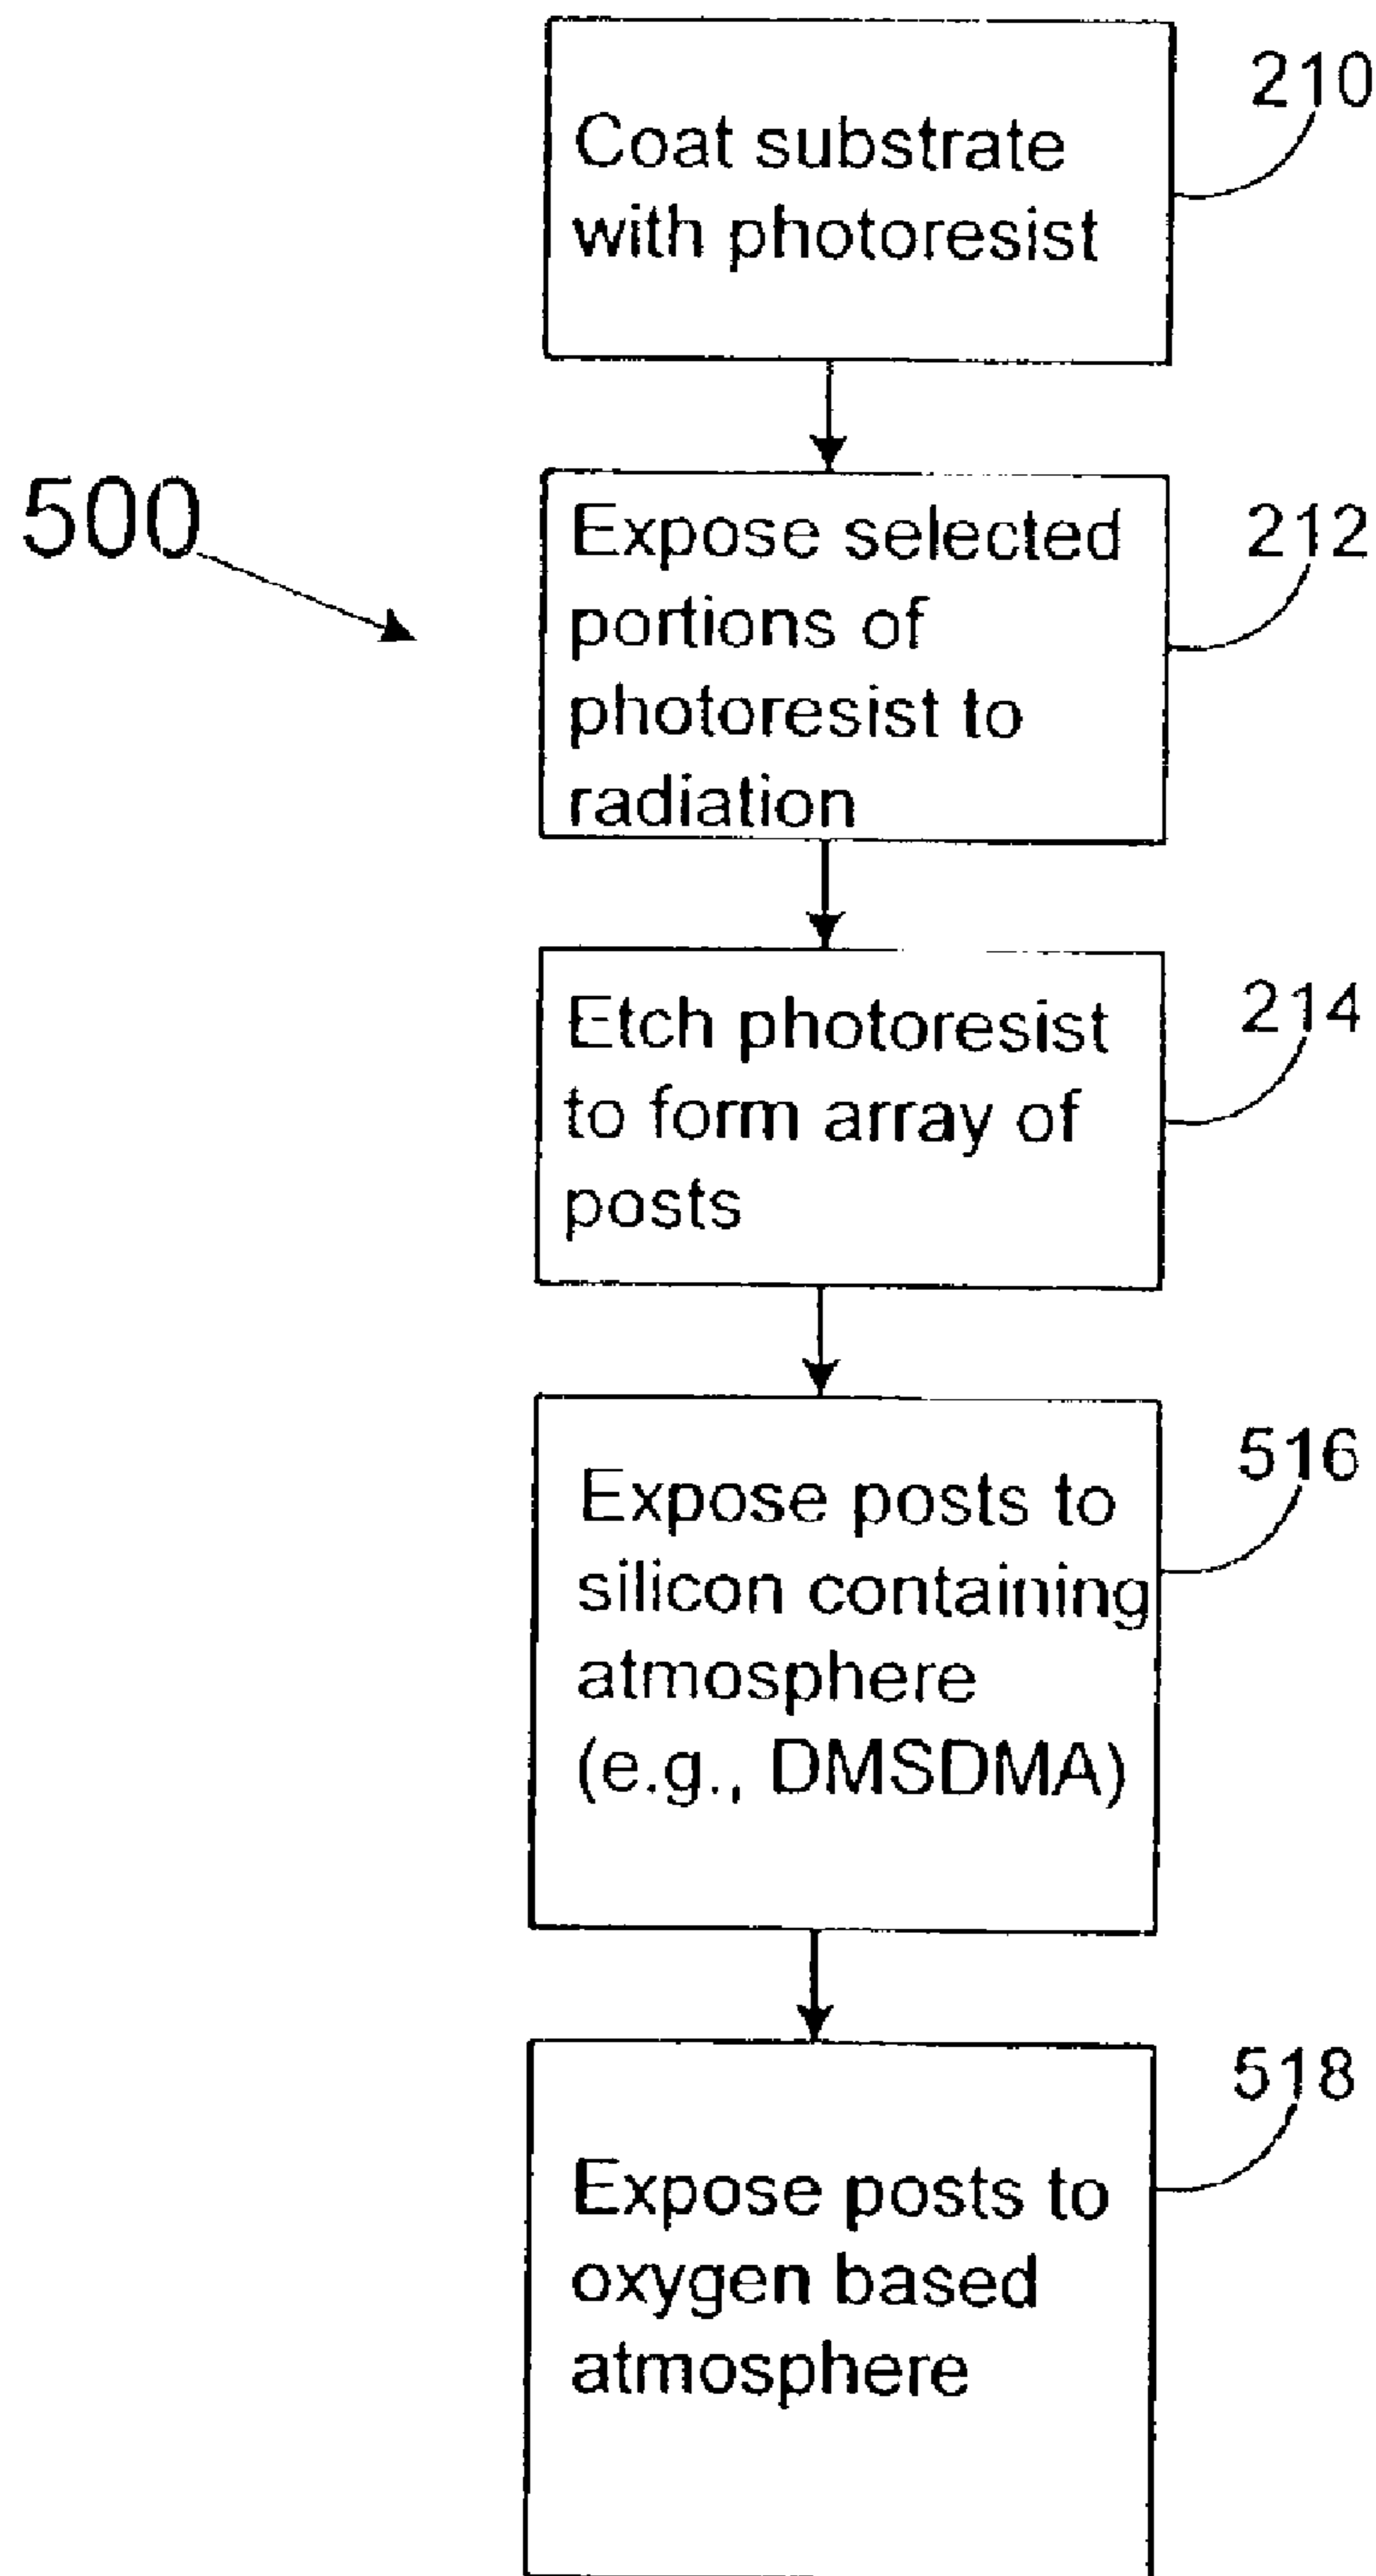 210
Coat substrate
with photoresist
500
212
Expose selected
portions of
photoresist to
radiation
214
Etch photoresist
to form array of
posts
516
Expose posts to
silicon containing
atmosphere
(e.g., DMSDMA)
518
Expose posts to
oxygen based
atmosphere